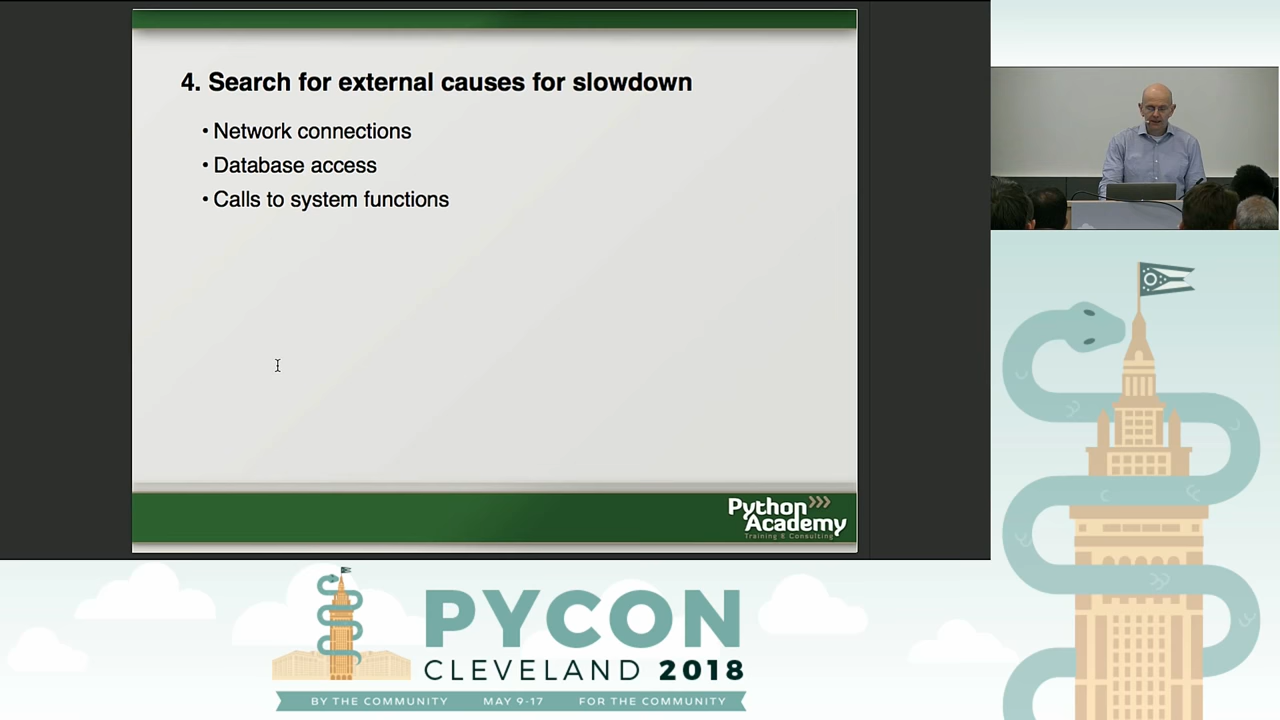 4. Search for external causes for slowdown
• Network connections
• Database access
• Calls to system functions
Python
Academy
Training & Consulting
PYCON
CLEVELAND 2018
BY THE COMMUNITY MAY 9-17 FOR THE COMMUNITY